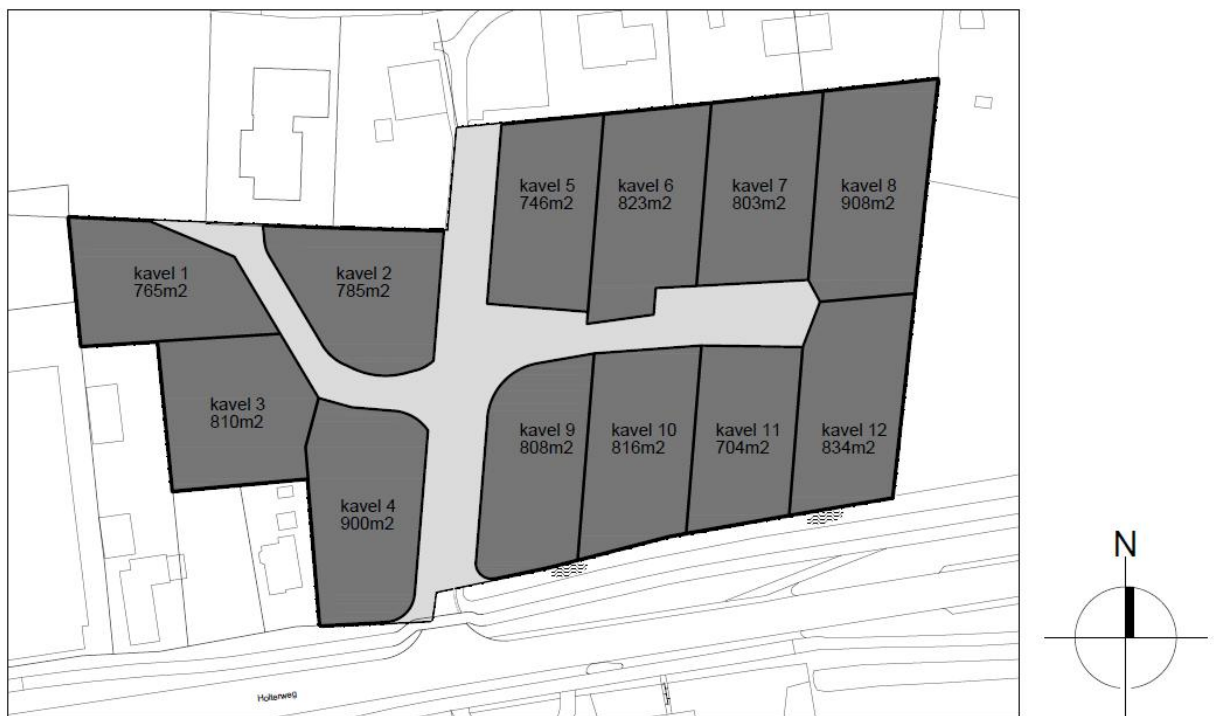 kavel 5
746m2
kavel 6
823m2
kavel 7
803m2
kavel 8
908m2
kavel 1
765m2
kavel 2
785m2
kavel 3
810m2
kavel 4
900m2
kavel 9
808m2
kavel 10
816m2
kavel 11
704m2
kavel 12
834m2
Holterweg
N